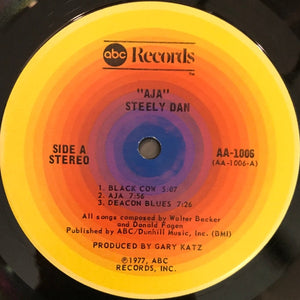 abc Records
TM
"AJA"
STEELY DAN
SIDE A
STEREO
AA-1006
(AA-1006-A)
1. BLACK COW 5:07
2. AJA 7:56
3. DEACON BLUES 7:26
All songs composed by Walter Becker
and Donald Fagen
Published by ABC/Dunhill Music, Inc. (BMI)
PRODUCED BY GARY KATZ
℗1977, ABC
RECORDS, INC.